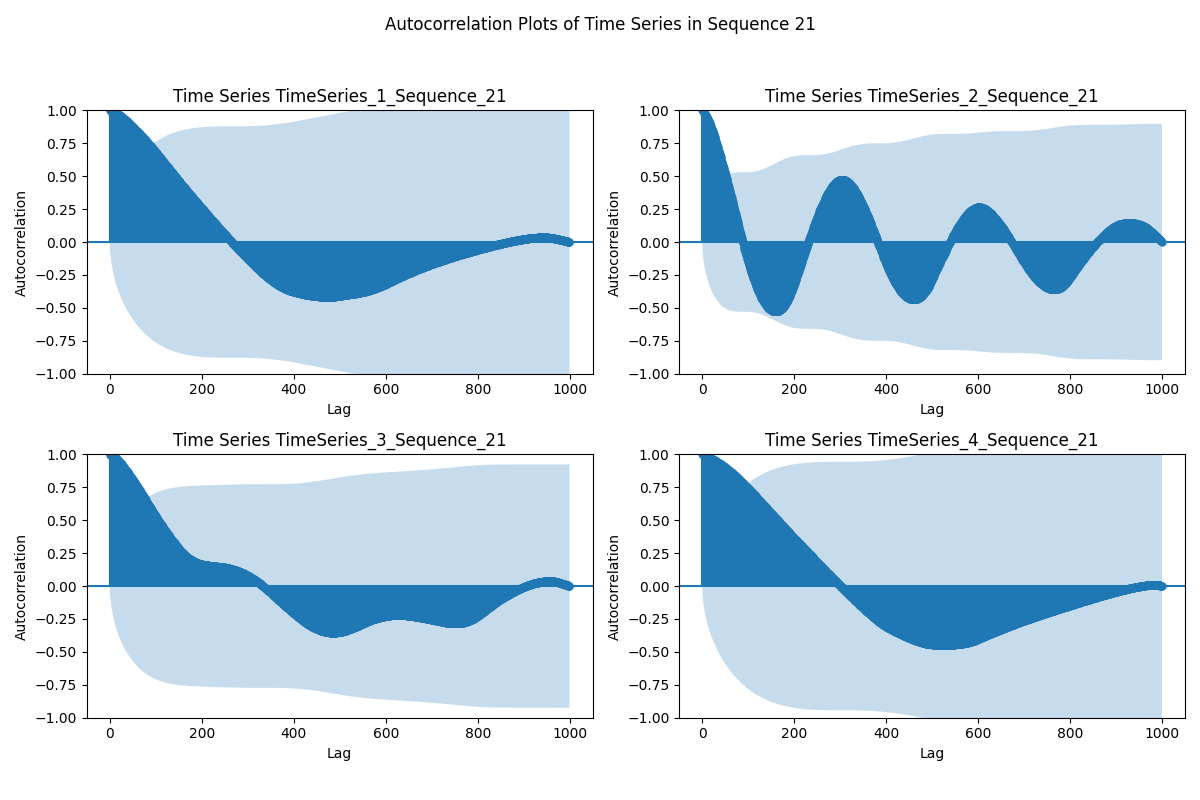 Autocorrelation Plots of Time Series in Sequence 21
Time Series TimeSeries_1_Sequence_21
Autocorrelation
1.00
0.75
0.50
0.25
0.00
−0.25
−0.50
−0.75
−1.00
0 200 400 600 800 1000
Lag
Time Series TimeSeries_2_Sequence_21
Autocorrelation
1.00
0.75
0.50
0.25
0.00
−0.25
−0.50
−0.75
−1.00
0 200 400 600 800 1000
Lag
Time Series TimeSeries_3_Sequence_21
Autocorrelation
1.00
0.75
0.50
0.25
0.00
−0.25
−0.50
−0.75
−1.00
0 200 400 600 800 1000
Lag
Time Series TimeSeries_4_Sequence_21
Autocorrelation
1.00
0.75
0.50
0.25
0.00
−0.25
−0.50
−0.75
−1.00
0 200 400 600 800 1000
Lag